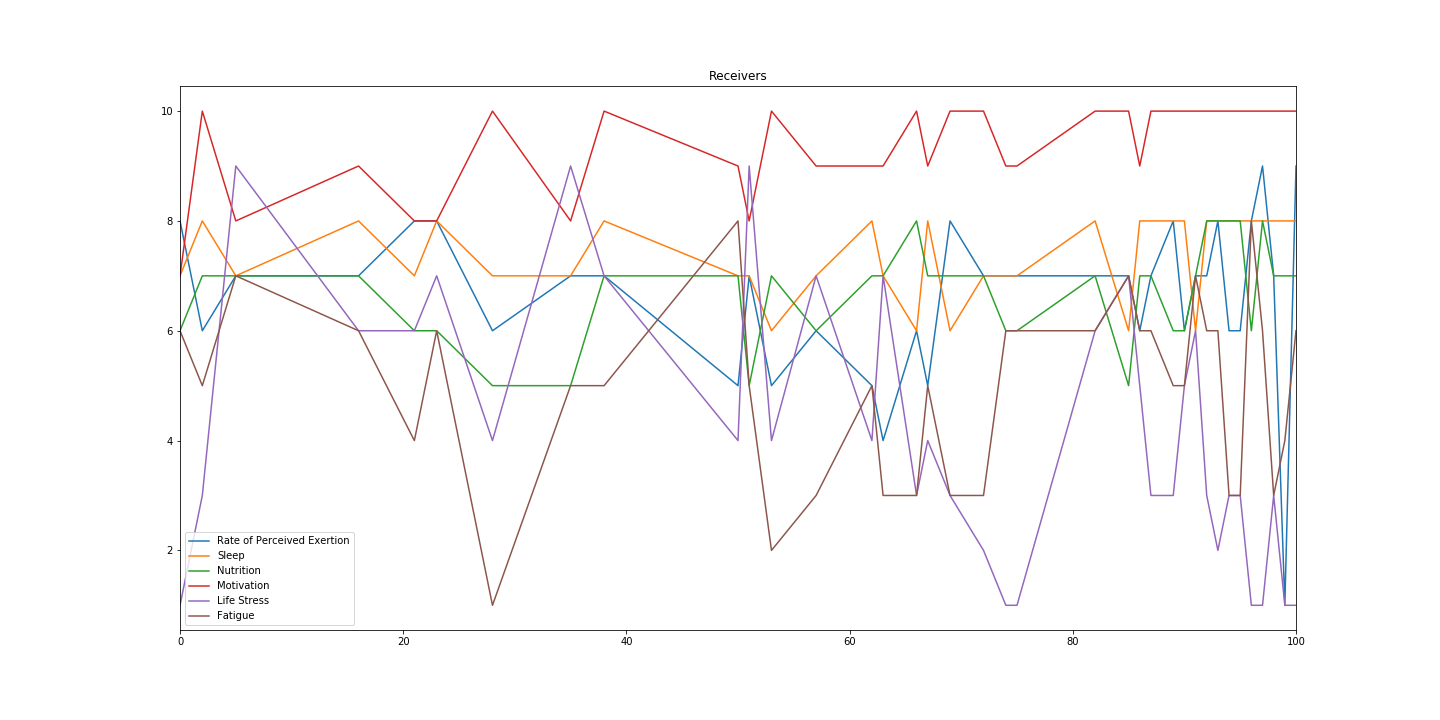 Receivers
10
8
6
4
2
Rate of Perceived Exertion
Sleep
Nutrition
Motivation
Life Stress
Fatigue
0 20 40 60 80 100